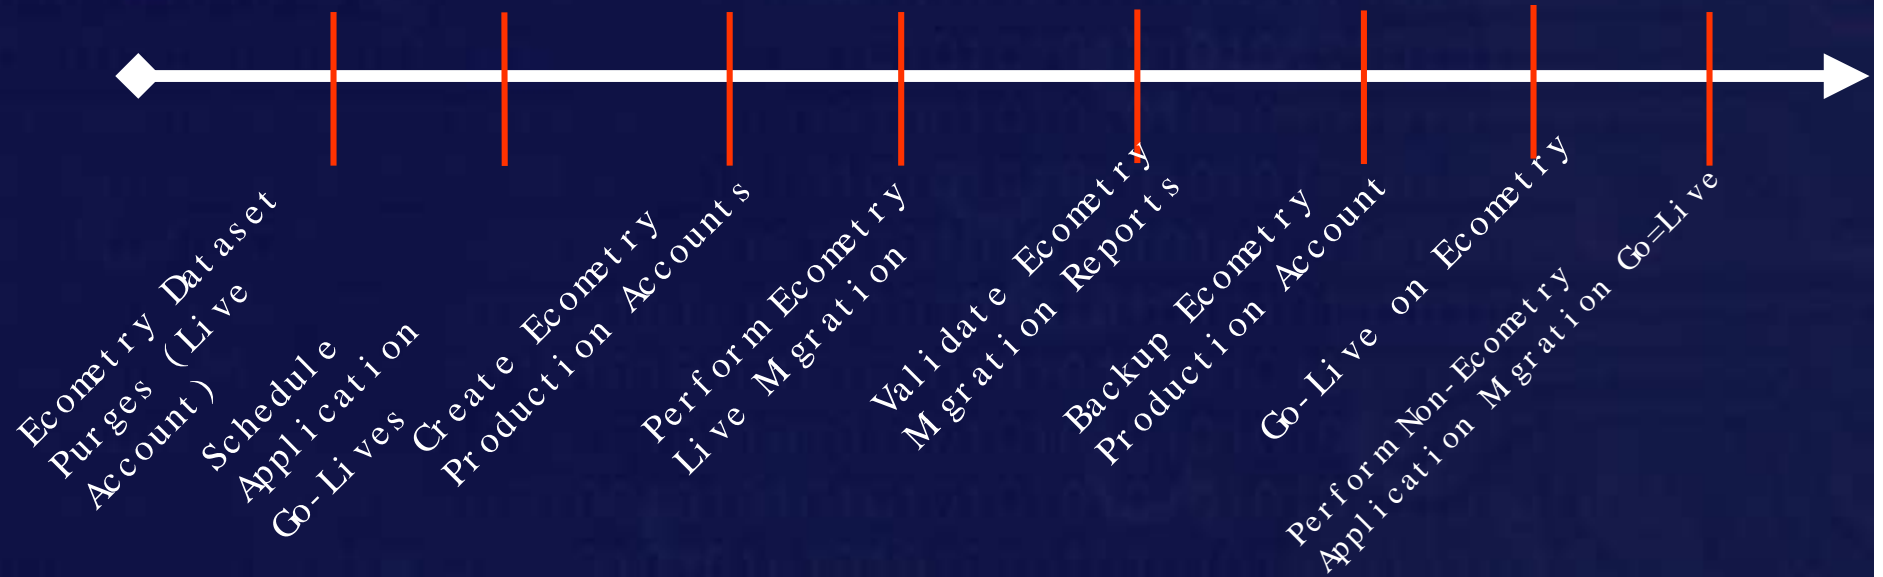 Ecometry Dataset
Purges (Live
Account)
Schedule
Application
Go-Lives
Create Ecometry
Production Accounts
Perform Ecometry
Live Migration
Validate Ecometry
Migration Reports
Backup Ecometry
Production Account
Go-Live on Ecometry
Perform Non-Ecometry
Application Migration Go=Live